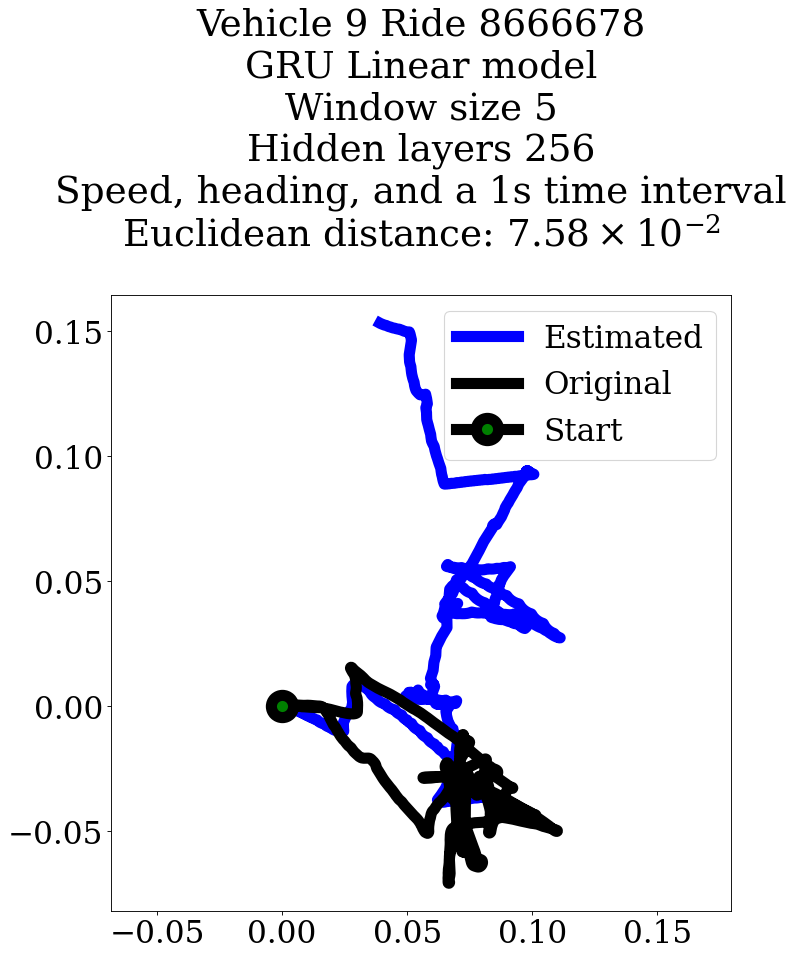 Vehicle 9 Ride 8666678
GRU Linear model
Window size 5
Hidden layers 256
Speed, heading, and a 1s time interval
Euclidean distance: 7.58 × 10⁻²
Estimated
Original
Start
0.15
0.10
0.05
0.00
−0.05
−0.05 0.00 0.05 0.10 0.15